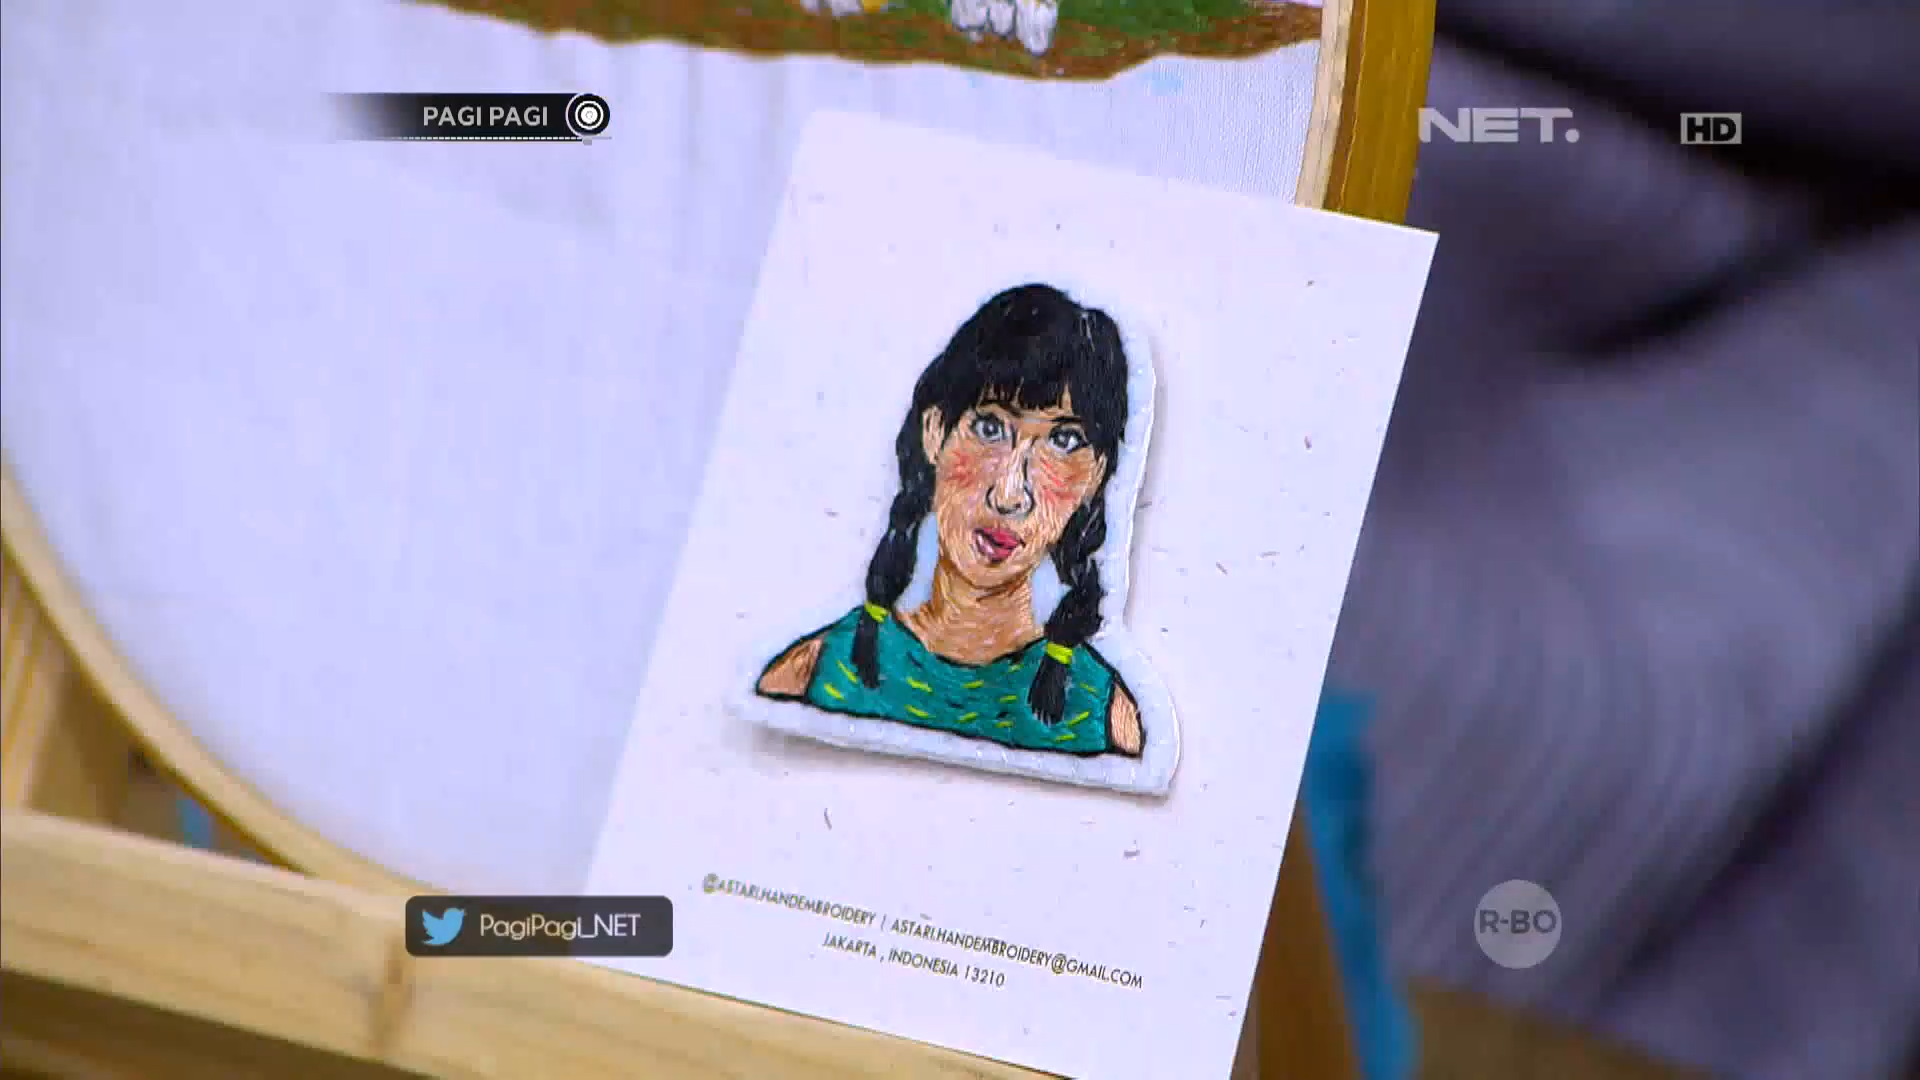 PAGI PAGI
NET.
HD
@ASTARI.HANDEMBROIDERY | ASTARI.HANDEMBROIDERY@GMAIL.COM
JAKARTA , INDONESIA 13210
PagiPagi_NET
R-BO